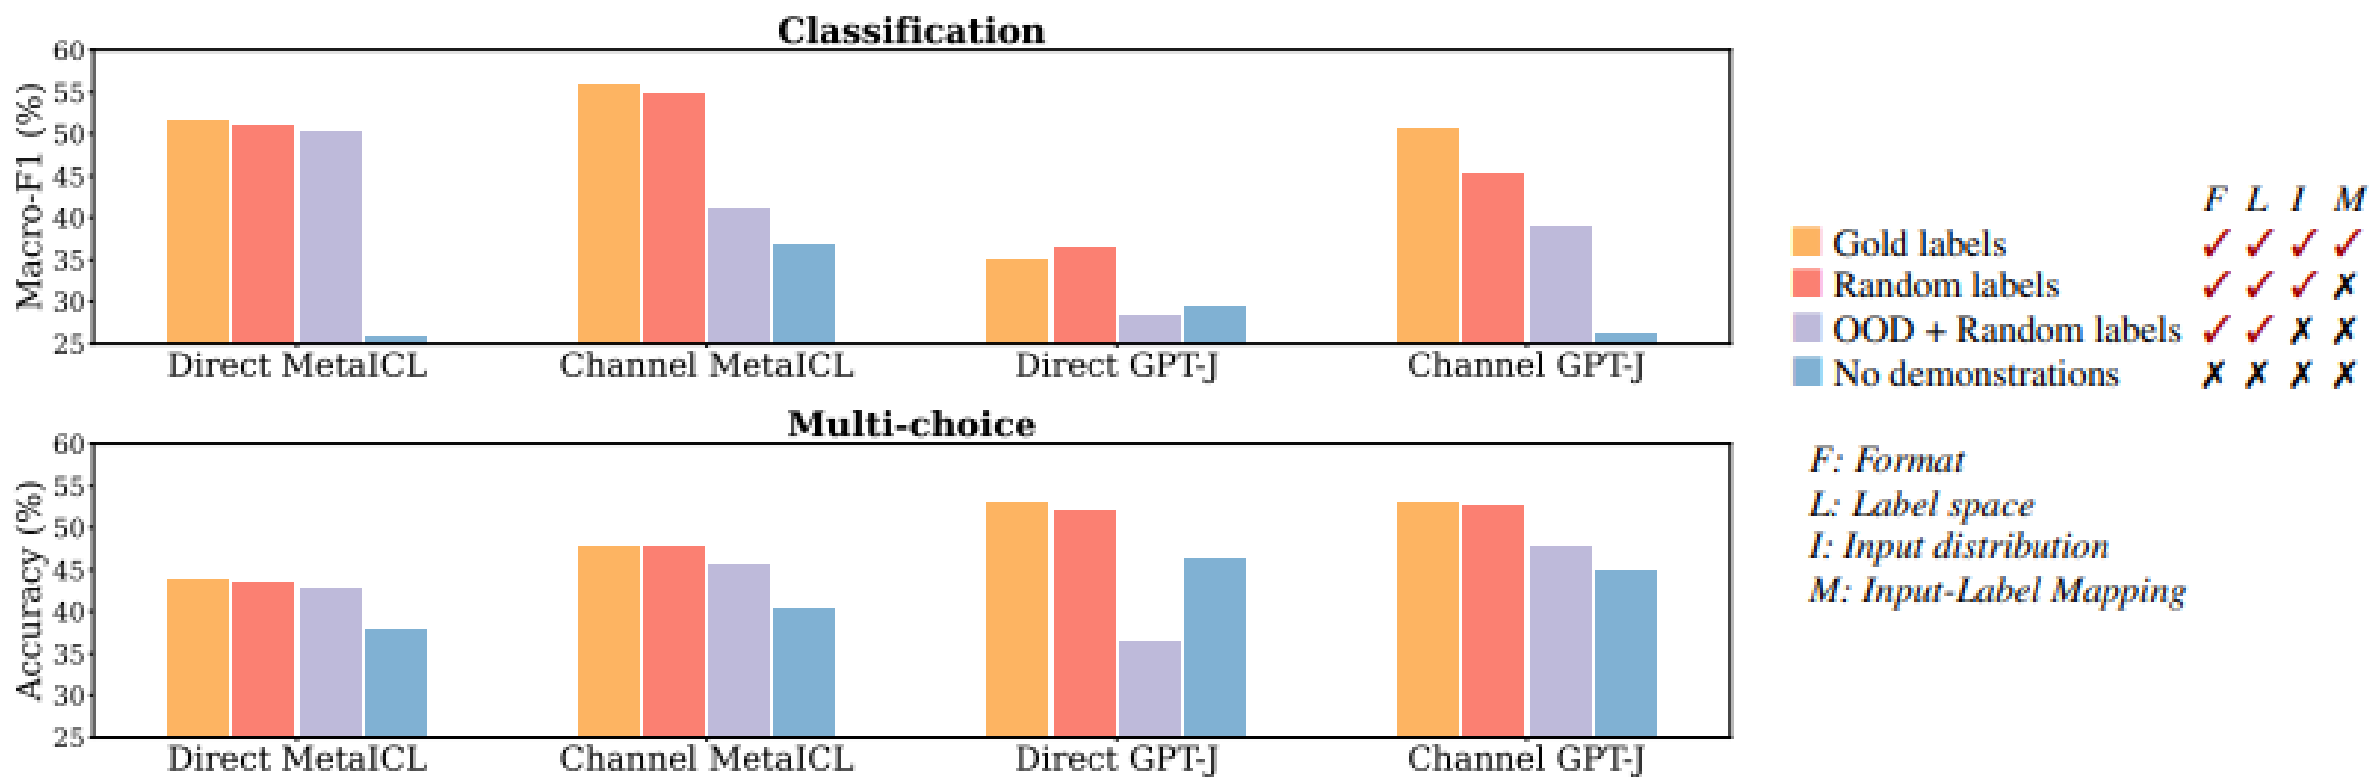 Classification
Macro-F1 (%)
60
55
50
45
40
35
30
25
Direct MetaICL
Channel MetaICL
Direct GPT-J
Channel GPT-J
Multi-choice
Accuracy (%)
60
55
50
45
40
35
30
25
Direct MetaICL
Channel MetaICL
Direct GPT-J
Channel GPT-J
F L I M
Gold labels ✓ ✓ ✓ ✓
Random labels ✓ ✓ ✓ ✗
OOD + Random labels ✓ ✓ ✗ ✗
No demonstrations ✗ ✗ ✗ ✗
F: Format
L: Label space
I: Input distribution
M: Input-Label Mapping